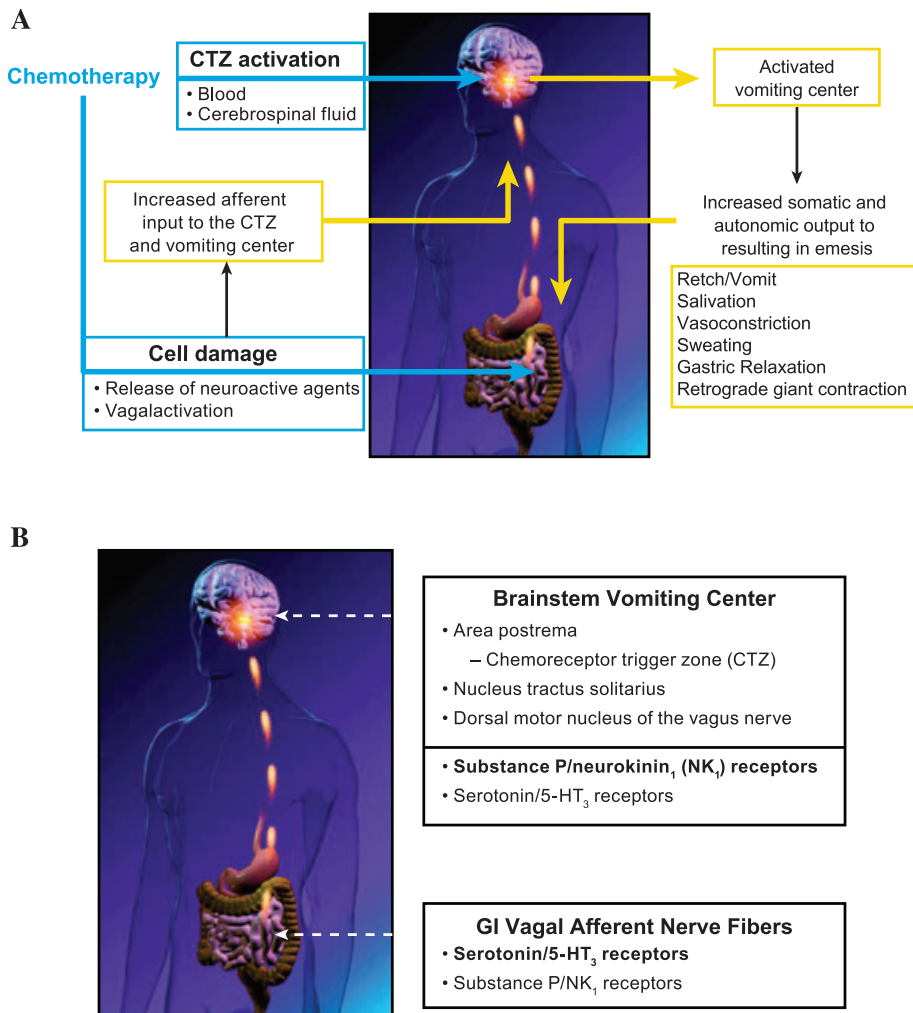 A
Chemotherapy
CTZ activation
• Blood
• Cerebrospinal fluid
Activated
vomiting center
Increased afferent
input to the CTZ
and vomiting center
Increased somatic and
autonomic output to
resulting in emesis
Retch/Vomit
Salivation
Vasoconstriction
Sweating
Gastric Relaxation
Retrograde giant contraction
Cell damage
• Release of neuroactive agents
• Vagalactivation
B
Brainstem Vomiting Center
• Area postrema
– Chemoreceptor trigger zone (CTZ)
• Nucleus tractus solitarius
• Dorsal motor nucleus of the vagus nerve
• Substance P/neurokinin₁ (NK₁) receptors
• Serotonin/5-HT₃ receptors
GI Vagal Afferent Nerve Fibers
• Serotonin/5-HT₃ receptors
• Substance P/NK₁ receptors